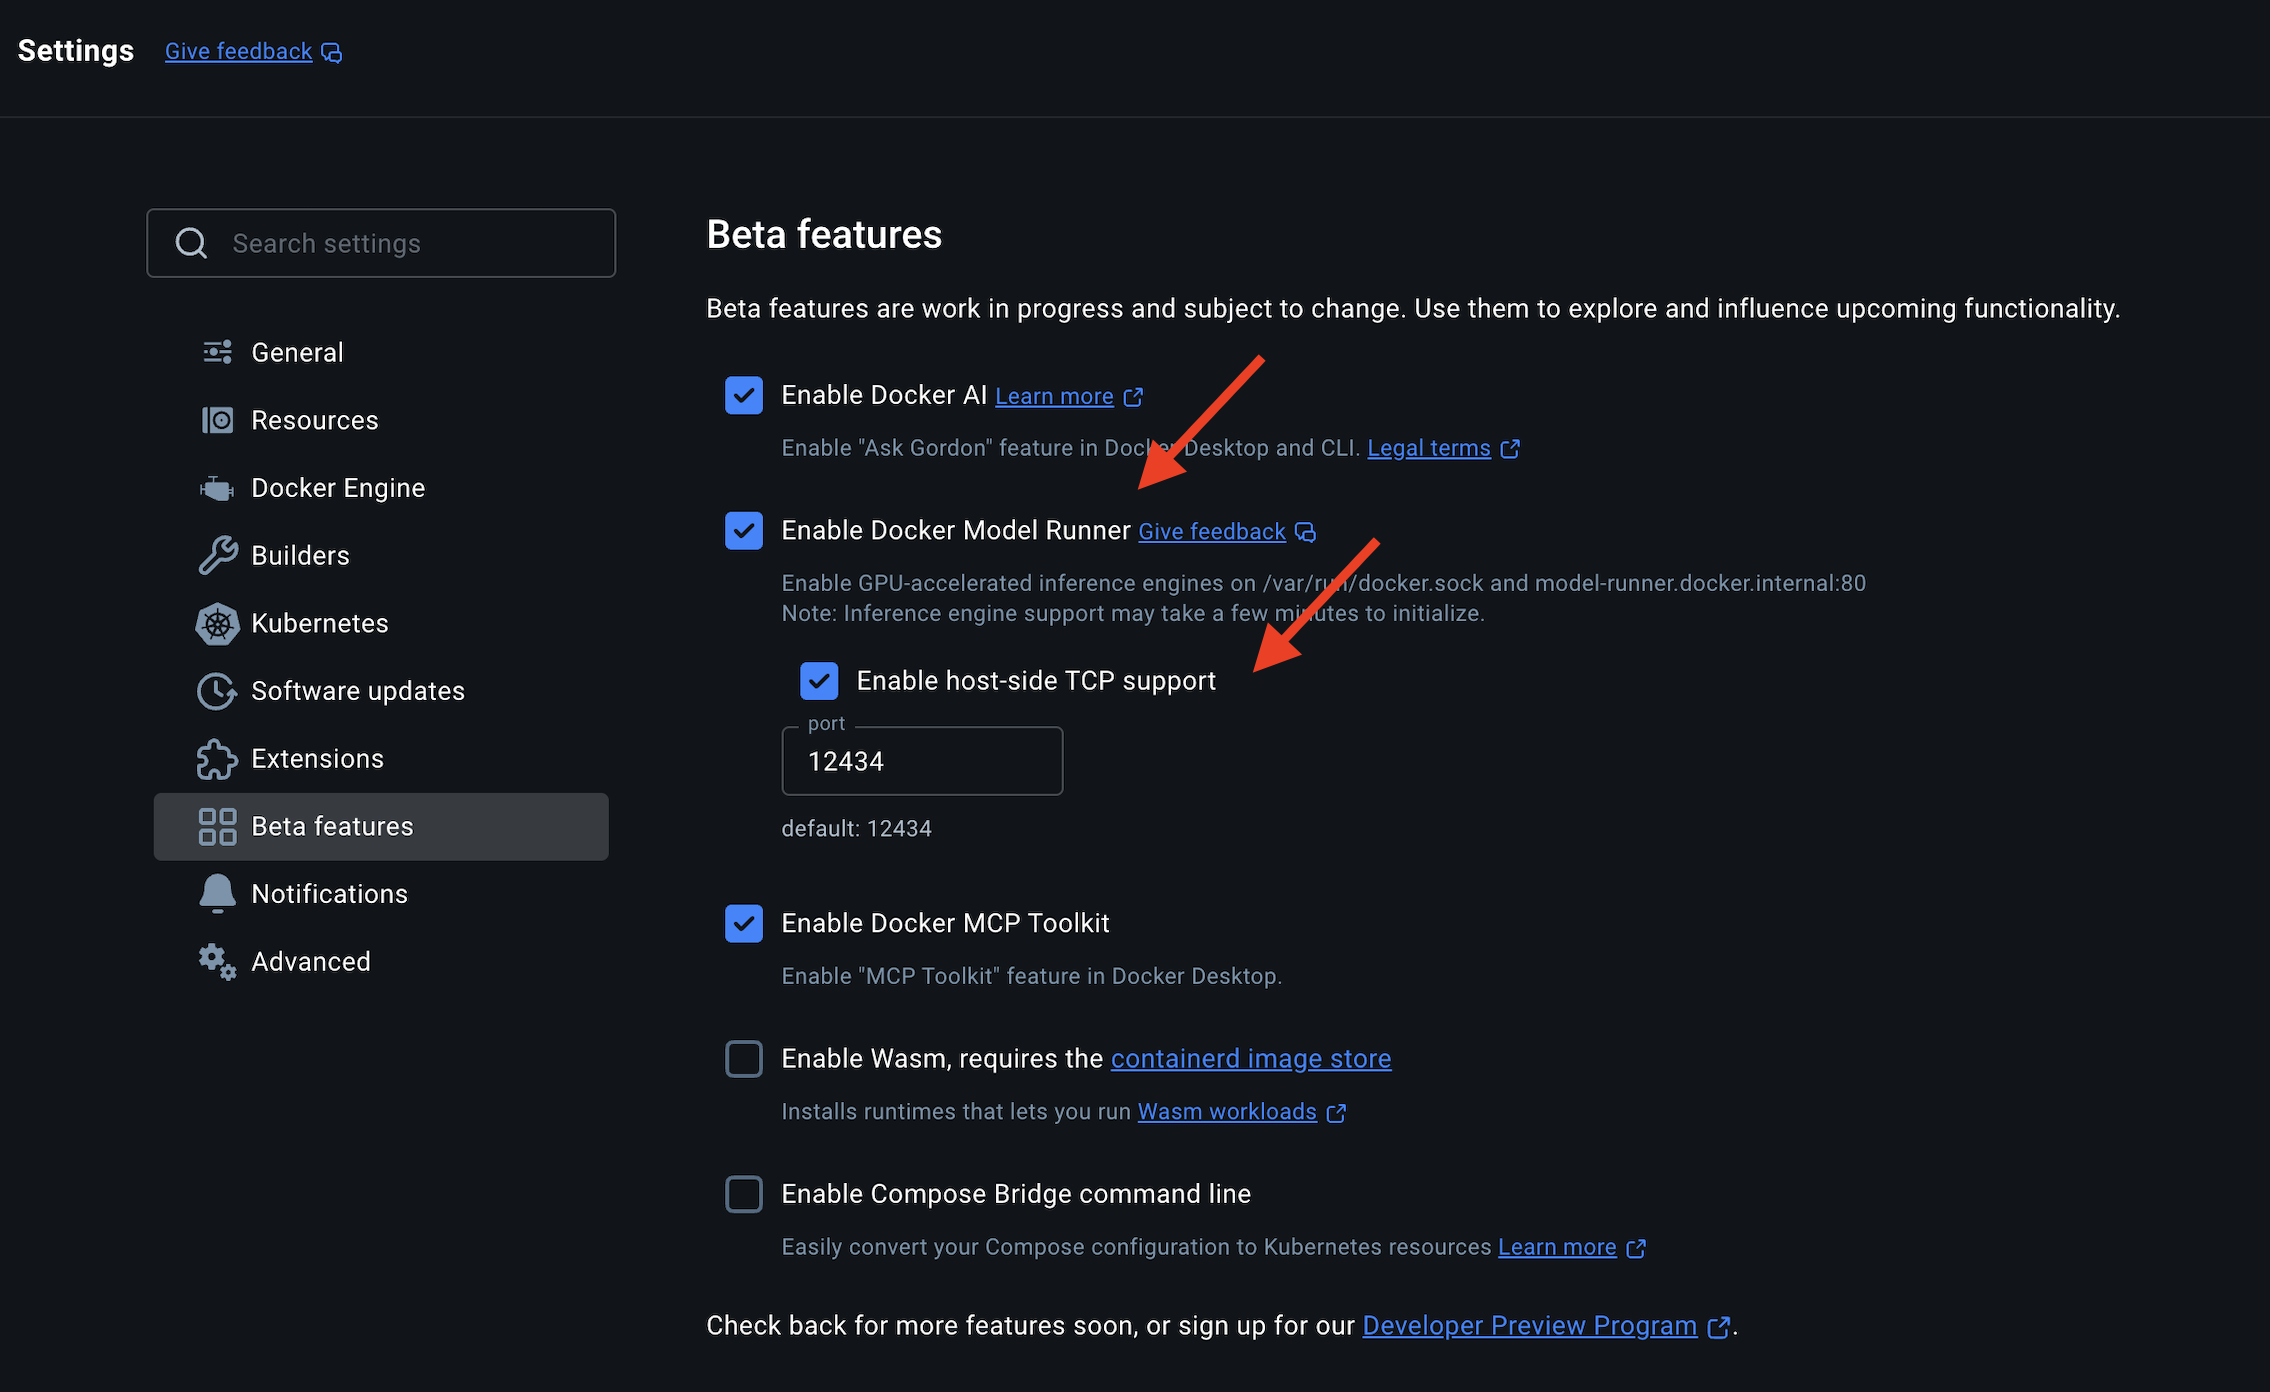 Settings Give feedback
Search settings
General
Resources
Docker Engine
Builders
Kubernetes
Software updates
Extensions
Beta features
Notifications
Advanced
Beta features
Beta features are work in progress and subject to change. Use them to explore and influence upcoming functionality.
Enable Docker AI Learn more
Enable "Ask Gordon" feature in Docker Desktop and CLI. Legal terms
Enable Docker Model Runner Give feedback
Enable GPU-accelerated inference engines on /var/run/docker.sock and model-runner.docker.internal:80
Note: Inference engine support may take a few minutes to initialize.
Enable host-side TCP support
port
12434
default: 12434
Enable Docker MCP Toolkit
Enable "MCP Toolkit" feature in Docker Desktop.
Enable Wasm, requires the containerd image store
Installs runtimes that lets you run Wasm workloads
Enable Compose Bridge command line
Easily convert your Compose configuration to Kubernetes resources Learn more
Check back for more features soon, or sign up for our Developer Preview Program.